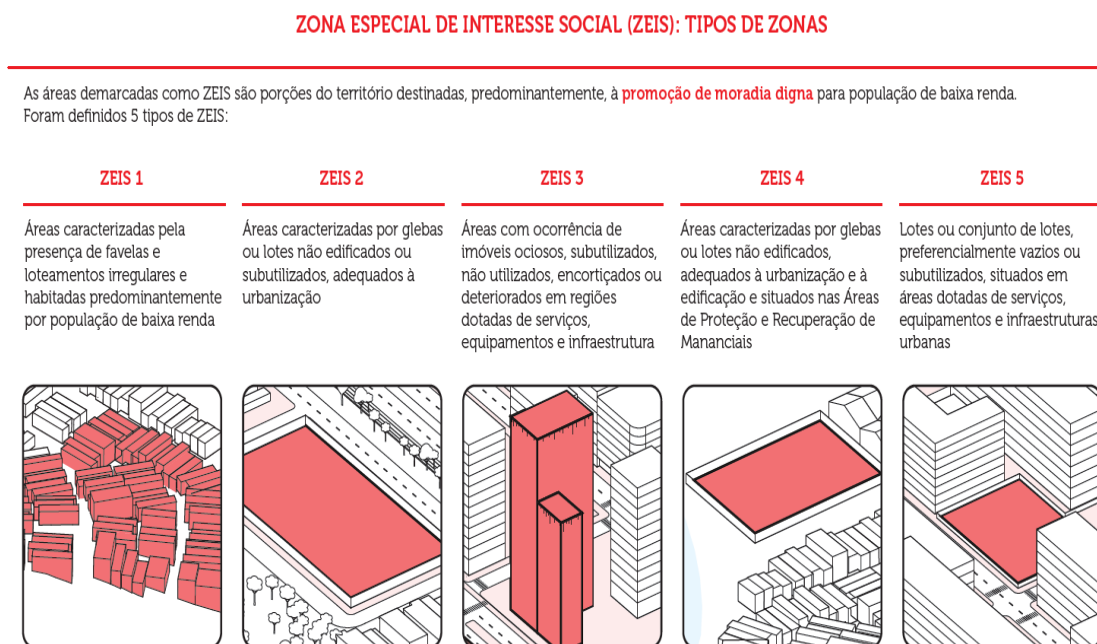 ZONA ESPECIAL DE INTERESSE SOCIAL (ZEIS): TIPOS DE ZONAS
As áreas demarcadas como ZEIS são porções do território destinadas, predominantemente, à promoção de moradia digna para população de baixa renda.
Foram definidos 5 tipos de ZEIS:
ZEIS 1
Áreas caracterizadas pela
presença de favelas e
loteamentos irregulares e
habitadas predominantemente
por população de baixa renda
ZEIS 2
Áreas caracterizadas por glebas
ou lotes não edificados ou
subutilizados, adequados à
urbanização
ZEIS 3
Áreas com ocorrência de
imóveis ociosos, subutilizados,
não utilizados, encortiçados ou
deteriorados em regiões
dotadas de serviços,
equipamentos e infraestrutura
ZEIS 4
Áreas caracterizadas por glebas
ou lotes não edificados,
adequados à urbanização e à
edificação e situados nas Áreas
de Proteção e Recuperação de
Mananciais
ZEIS 5
Lotes ou conjunto de lotes,
preferencialmente vazios ou
subutilizados, situados em
áreas dotadas de serviços,
equipamentos e infraestruturas
urbanas